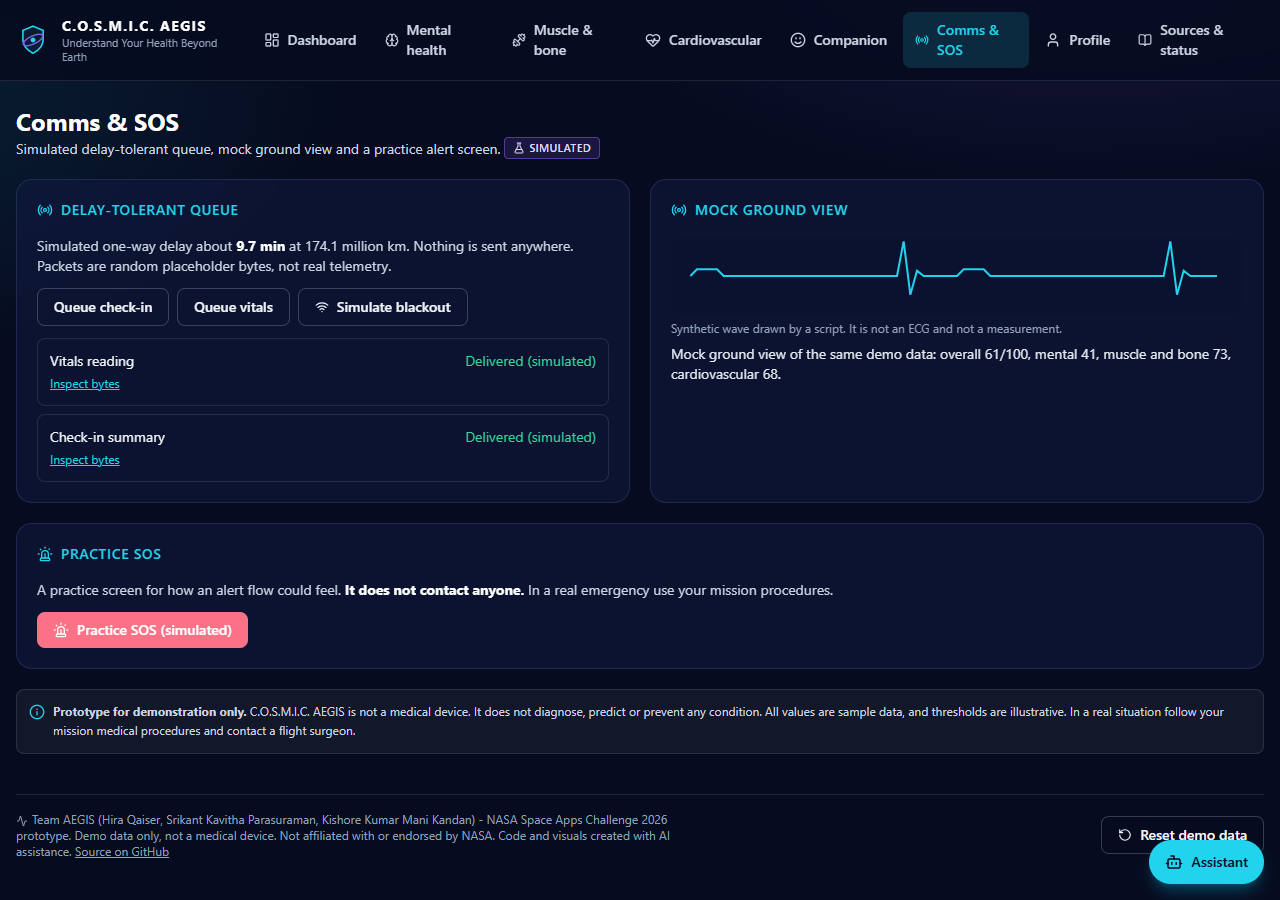 C.O.S.M.I.C. AEGIS
Understand Your Health Beyond
Earth
Dashboard
Mental
health
Muscle &
bone
Cardiovascular
Companion
Comms &
SOS
Profile
Sources &
status
Comms & SOS
Simulated delay-tolerant queue, mock ground view and a practice alert screen. SIMULATED
DELAY-TOLERANT QUEUE
Simulated one-way delay about 9.7 min at 174.1 million km. Nothing is sent anywhere.
Packets are random placeholder bytes, not real telemetry.
Queue check-in
Queue vitals
Simulate blackout
Vitals reading
Delivered (simulated)
Inspect bytes
Check-in summary
Delivered (simulated)
Inspect bytes
MOCK GROUND VIEW
Synthetic wave drawn by a script. It is not an ECG and not a measurement.
Mock ground view of the same demo data: overall 61/100, mental 41, muscle and bone 73,
cardiovascular 68.
PRACTICE SOS
A practice screen for how an alert flow could feel. It does not contact anyone. In a real emergency use your mission procedures.
Practice SOS (simulated)
Prototype for demonstration only. C.O.S.M.I.C. AEGIS is not a medical device. It does not diagnose, predict or prevent any condition. All values are sample data, and thresholds are illustrative. In a real situation follow your
mission medical procedures and contact a flight surgeon.
Team AEGIS (Hira Qaiser, Srikant Kavitha Parasuraman, Kishore Kumar Mani Kandan) - NASA Space Apps Challenge 2026
prototype. Demo data only, not a medical device. Not affiliated with or endorsed by NASA. Code and visuals created with AI
assistance. Source on GitHub
Reset demo data
Assistant